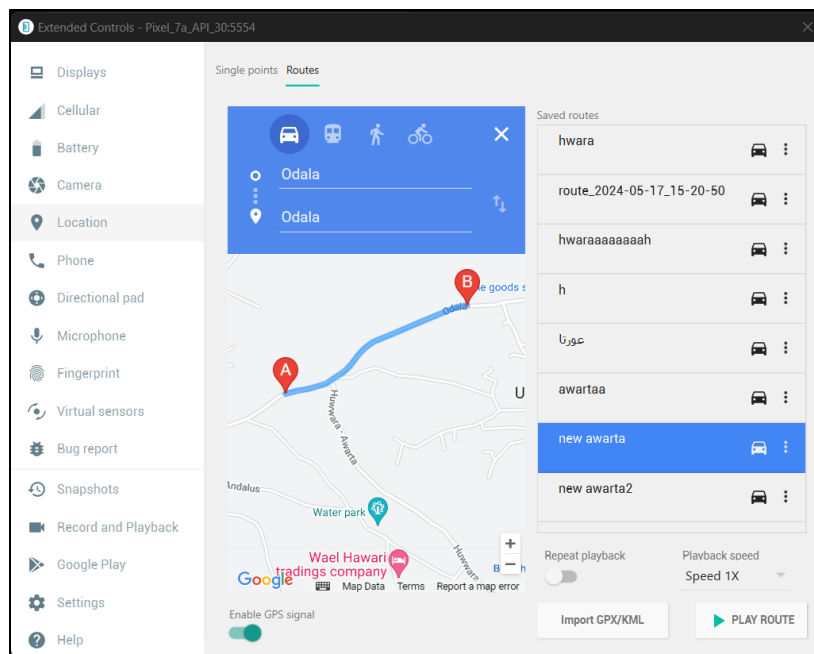 Extended Controls - Pixel_7a_API_30:5554
Displays
Cellular
Battery
Camera
Location
Phone
Directional pad
Microphone
Fingerprint
Virtual sensors
Bug report
Snapshots
Record and Playback
Google Play
Settings
Help
Single points
Routes
Odala
Odala
B
e goods s
Odala
A
U
Huwwara - Awarta
Andalus
Water park
Wael Hawari
tradings company
Huwwara
Google
Map Data
Terms
Report a map error
Enable GPS signal
Saved routes
hwara
route_2024-05-17_15-20-50
hwaraaaaaaaah
h
عورتا
awartaa
new awarta
new awarta2
Repeat playback
Playback speed
Speed 1X
Import GPX/KML
PLAY ROUTE